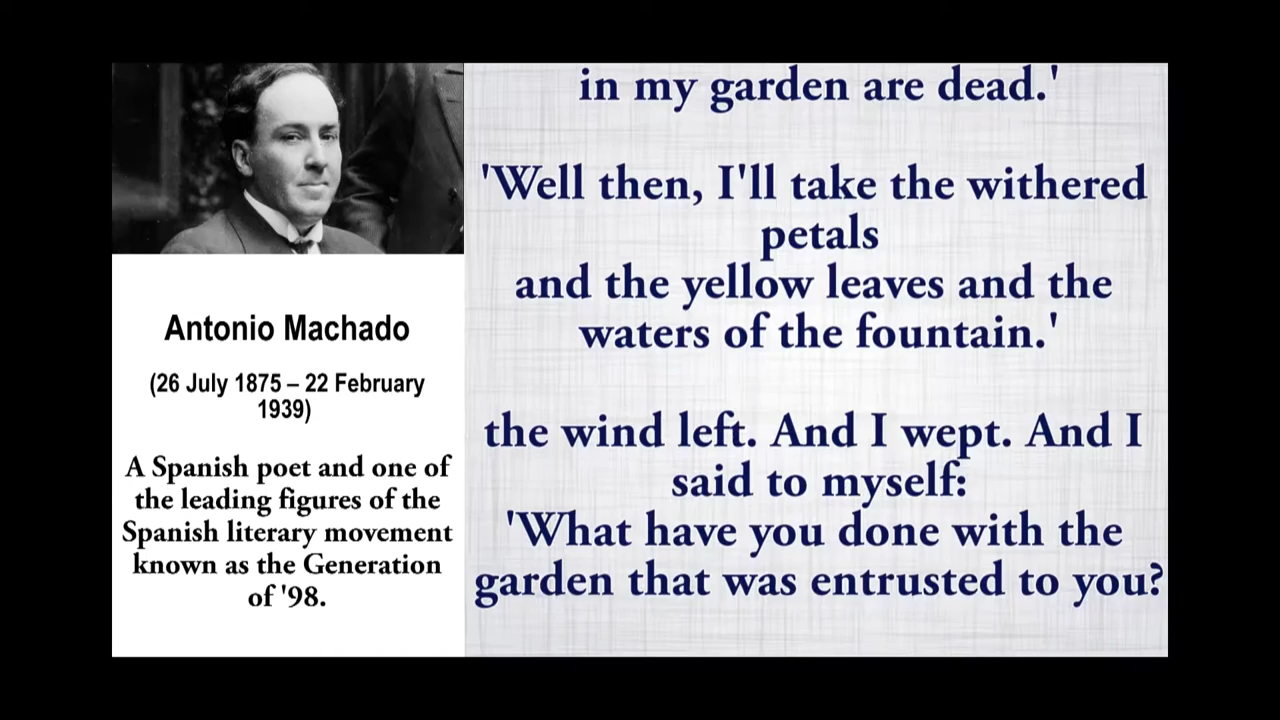 Antonio Machado
(26 July 1875 – 22 February
1939)
A Spanish poet and one of
the leading figures of the
Spanish literary movement
known as the Generation
of '98.
in my garden are dead.'
'Well then, I'll take the withered
petals
and the yellow leaves and the
waters of the fountain.'
the wind left. And I wept. And I
said to myself:
'What have you done with the
garden that was entrusted to you?